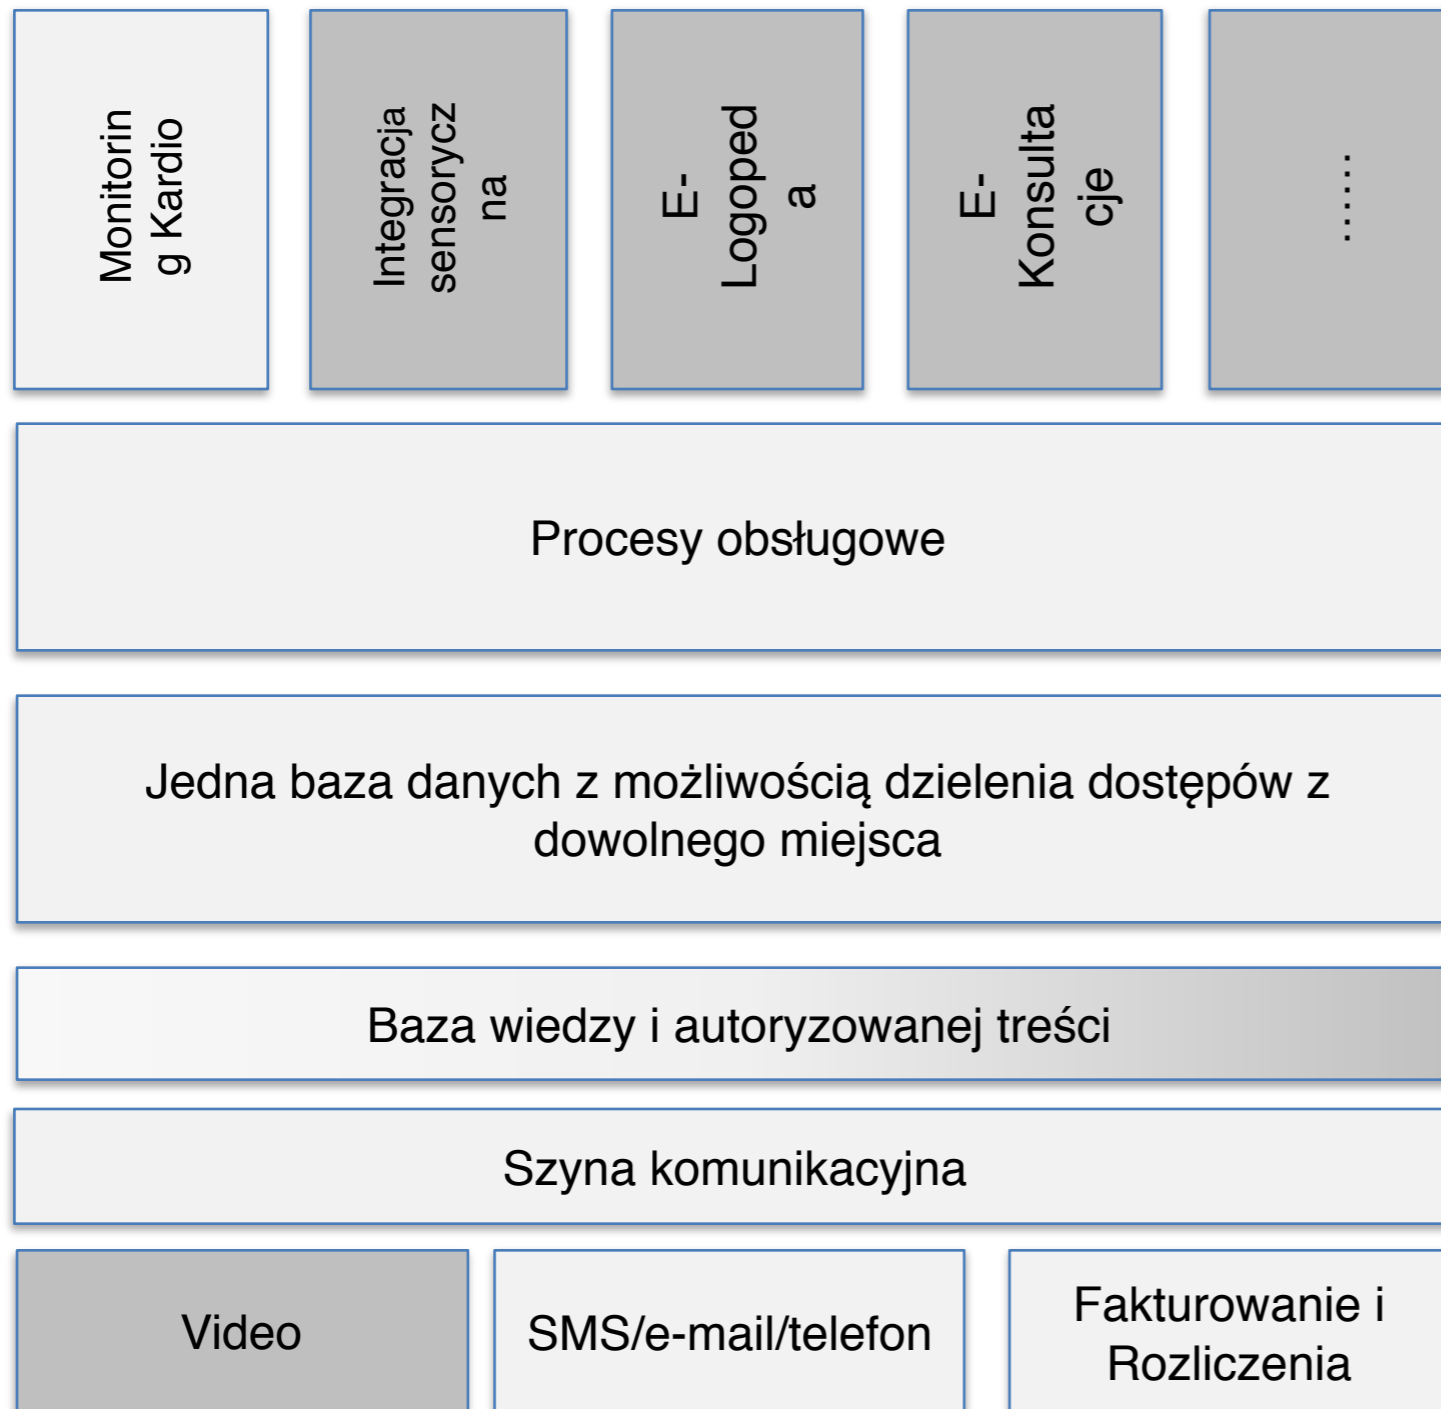 Monitorin
g Kardio
Integracja
sensorycz
na
E-
Logoped
a
E-
Konsulta
cje
......
Procesy obsługowe
Jedna baza danych z możliwością dzielenia dostępów z
dowolnego miejsca
Baza wiedzy i autoryzowanej treści
Szyna komunikacyjna
Video
SMS/e-mail/telefon
Fakturowanie i
Rozliczenia